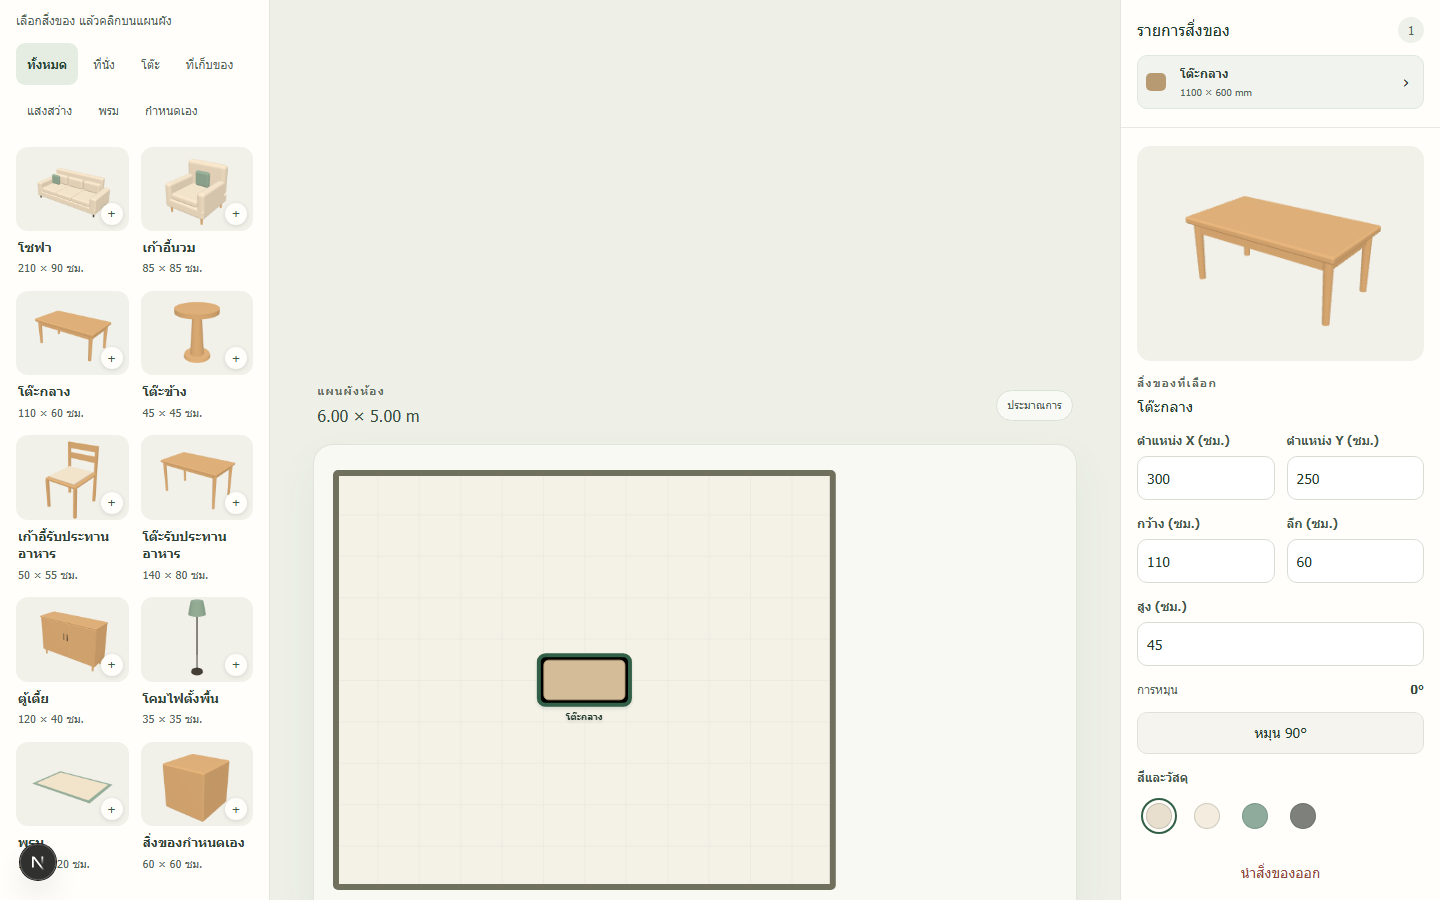 เลือกสิ่งของ แล้วคลิกบนแผนผัง
ทั้งหมด ที่นั่ง โต๊ะ ที่เก็บของ
แสงสว่าง พรม กำหนดเอง
+ +
โซฟา เก้าอี้นวม
210 × 90 ซม. 85 × 85 ซม.
+ +
โต๊ะกลาง โต๊ะข้าง
110 × 60 ซม. 45 × 45 ซม.
+ +
เก้าอี้รับประทาน โต๊ะรับประทาน
อาหาร อาหาร
50 × 55 ซม. 140 × 80 ซม.
+ +
ตู้เตี้ย โคมไฟตั้งพื้น
120 × 40 ซม. 35 × 35 ซม.
+ +
พรม สิ่งของกำหนดเอง
N 20 ซม. 60 × 60 ซม.
แผนผังห้อง
6.00 × 5.00 m
ประมาณการ
โต๊ะกลาง
รายการสิ่งของ 1
โต๊ะกลาง
1100 × 600 mm
สิ่งของที่เลือก
โต๊ะกลาง
ตำแหน่ง X (ซม.) ตำแหน่ง Y (ซม.)
300 250
กว้าง (ซม.) ลึก (ซม.)
110 60
สูง (ซม.)
45
การหมุน 0°
หมุน 90°
สีและวัสดุ
นำสิ่งของออก